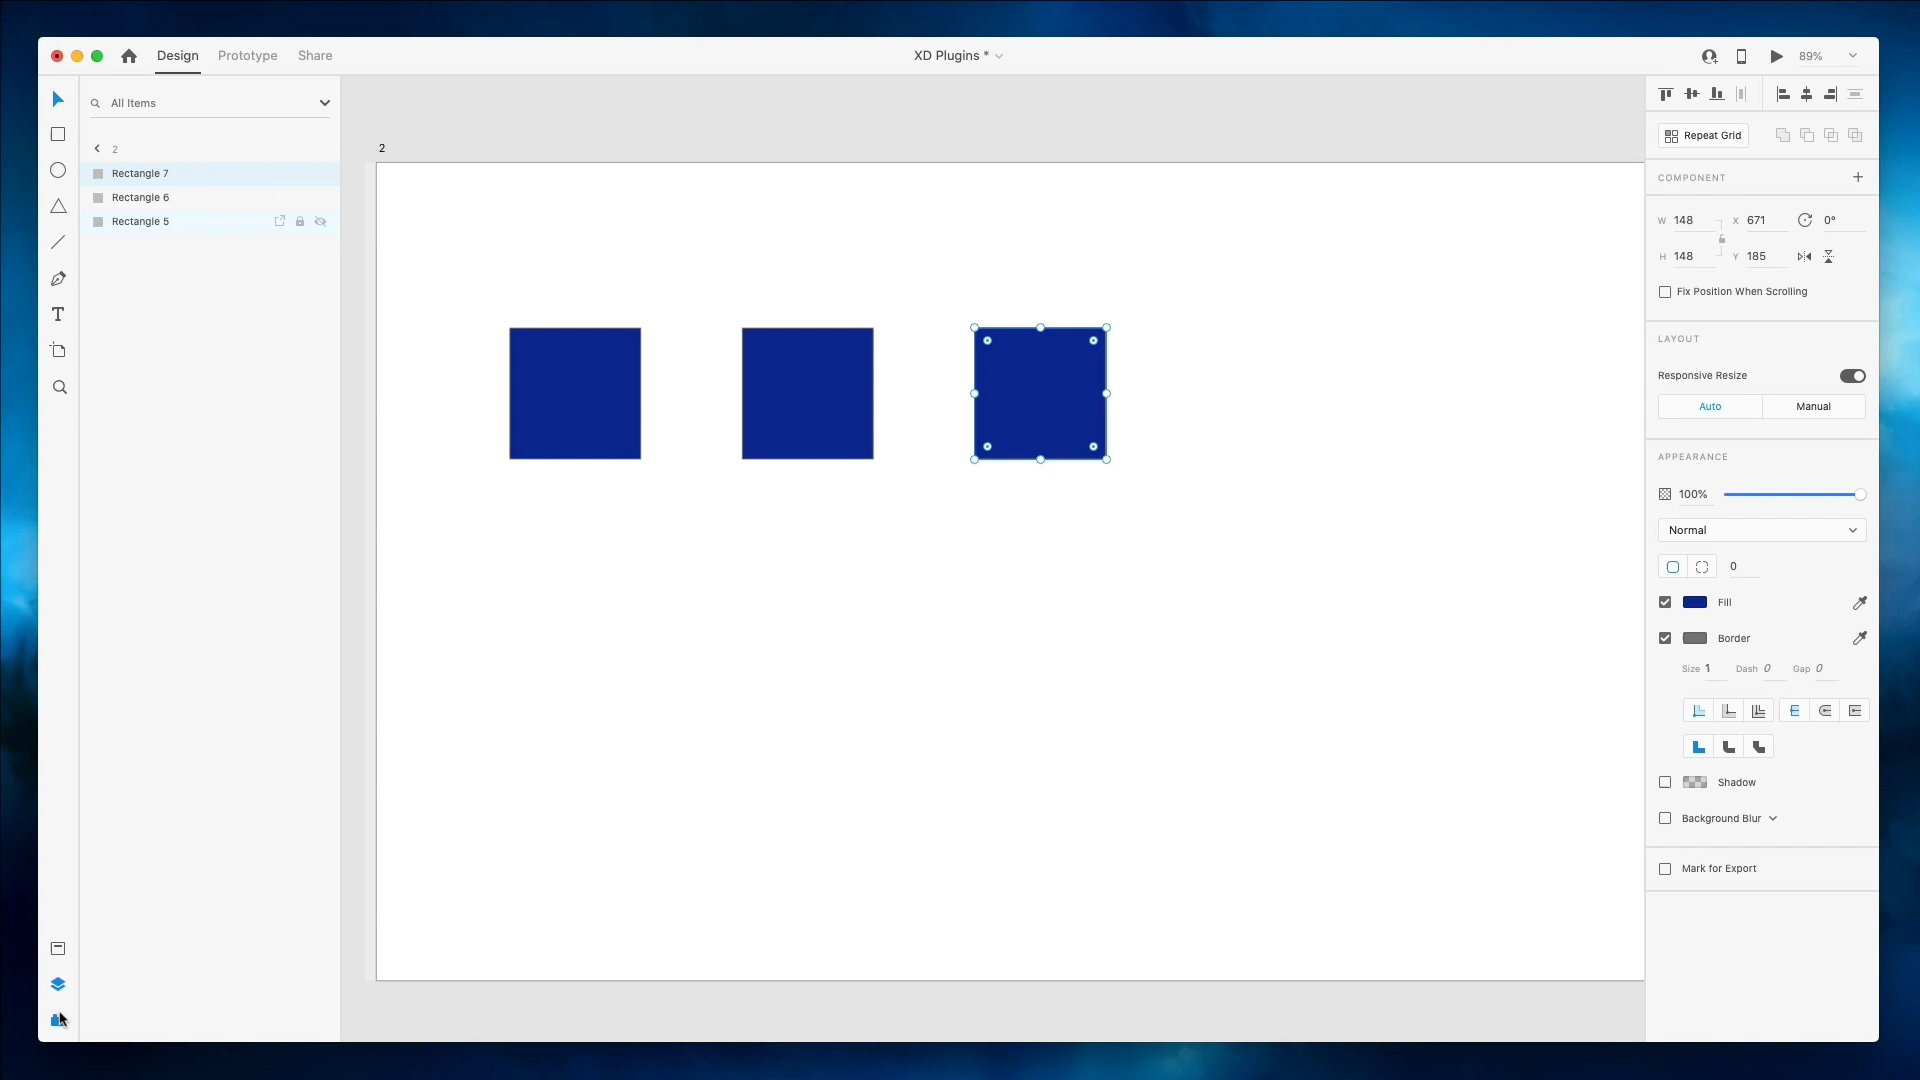 Design Prototype Share
XD Plugins *
89%
All Items
2
Rectangle 7
Rectangle 6
Rectangle 5
2
Repeat Grid
COMPONENT
W 148 X 671 0°
H 148 Y 185
Fix Position When Scrolling
LAYOUT
Responsive Resize
Auto Manual
APPEARANCE
100%
Normal
0
Fill
Border
Size 1 Dash 0 Gap 0
Shadow
Background Blur
Mark for Export